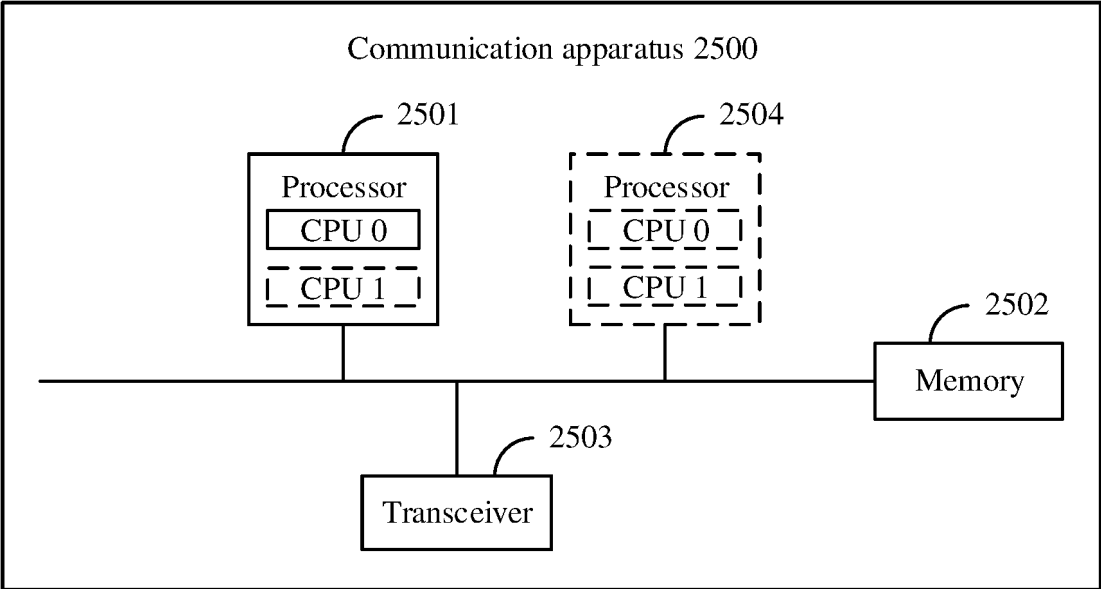 Communication apparatus 2500
2501
2504
Processor
Processor
CPU 0
CPU 0
CPU 1
CPU 1
2502
Memory
2503
Transceiver